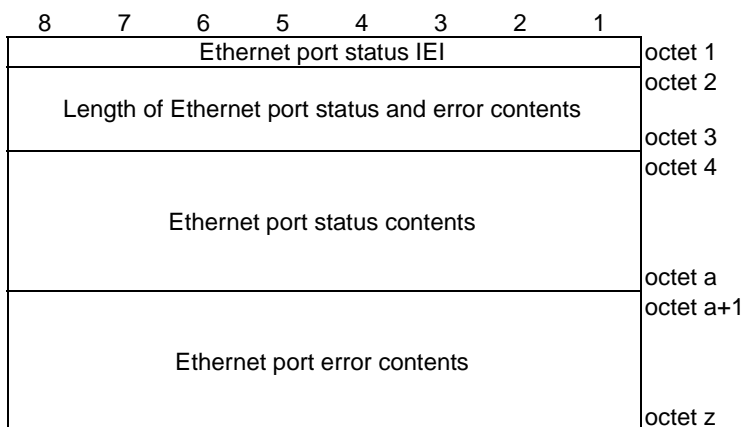 8 7 6 5 4 3 2 1
Ethernet port status IEI octet 1
octet 2
Length of Ethernet port status and error contents
octet 3
octet 4
Ethernet port status contents
octet a
octet a+1
Ethernet port error contents
octet z